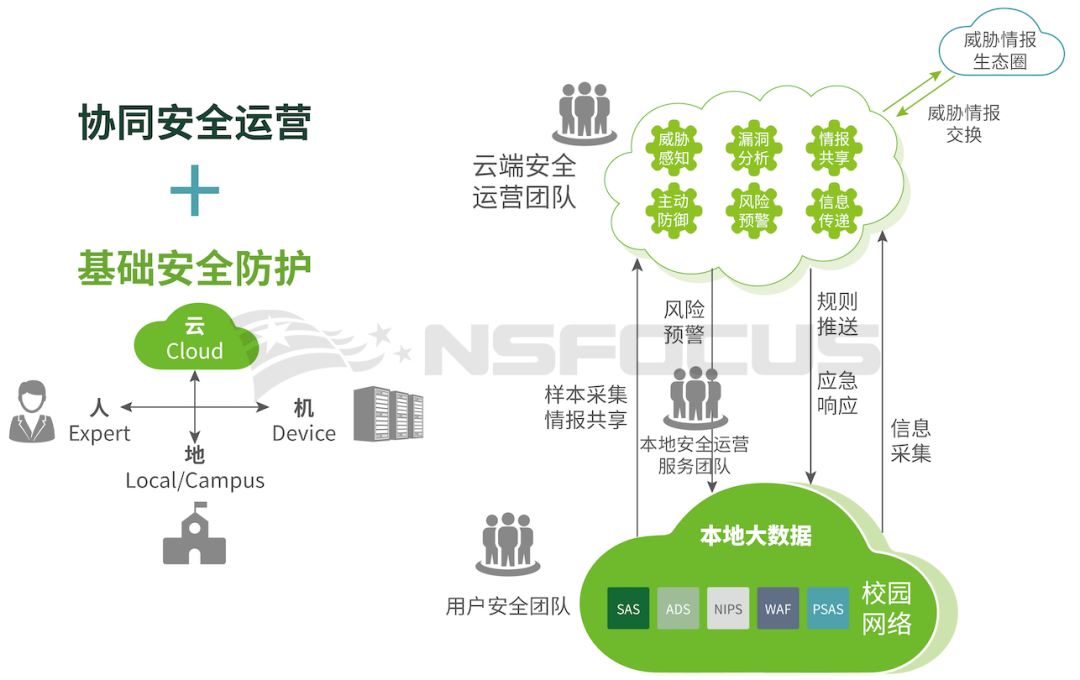 协同安全运营
基础安全防护
云
Cloud
人
Expert
机
Device
地
Local/Campus
NSFOCUS
威胁情报
生态圈
威胁情报
交换
云端安全
运营团队
威胁
感知
漏洞
分析
情报
共享
主动
防御
风险
预警
信息
传递
风险
预警
规则
推送
应急
响应
样本采集
情报共享
信息
采集
本地安全运营
服务团队
用户安全团队
本地大数据
SAS
ADS
NIPS
WAF
PSAS
校园
网络